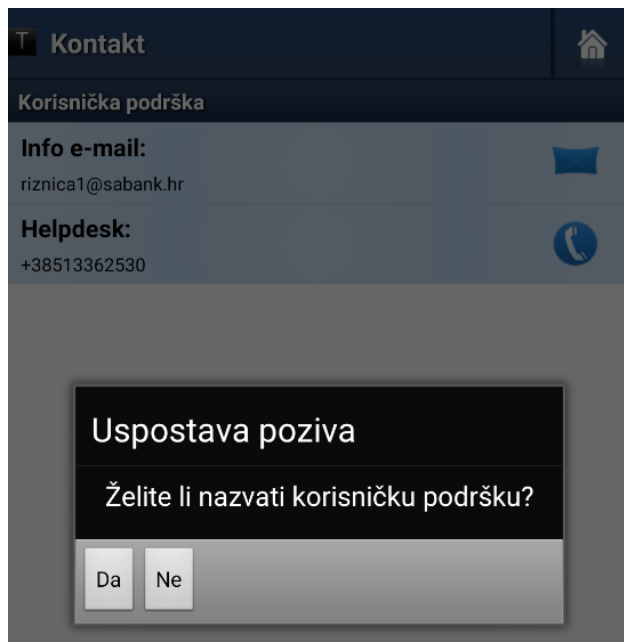 T Kontakt
Korisnička podrška
Info e-mail:
riznica1@sabank.hr
Helpdesk:
+38513362530
Uspostava poziva
Želite li nazvati korisničku podršku?
Da Ne